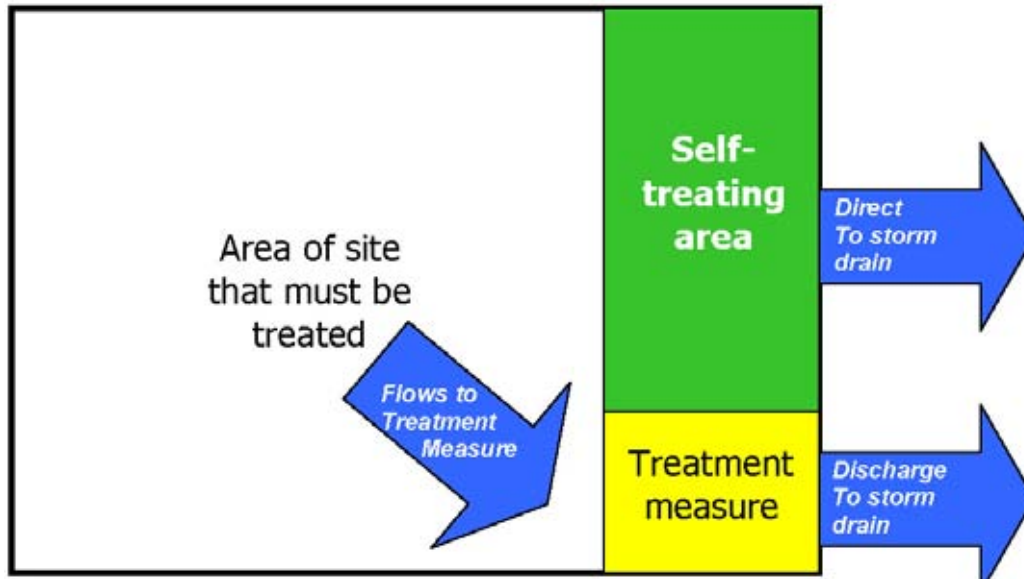 Self-
treating
area
Direct
To storm
drain
Area of site
that must be
treated
Flows to
Treatment
Measure
Treatment
measure
Discharge
To storm
drain